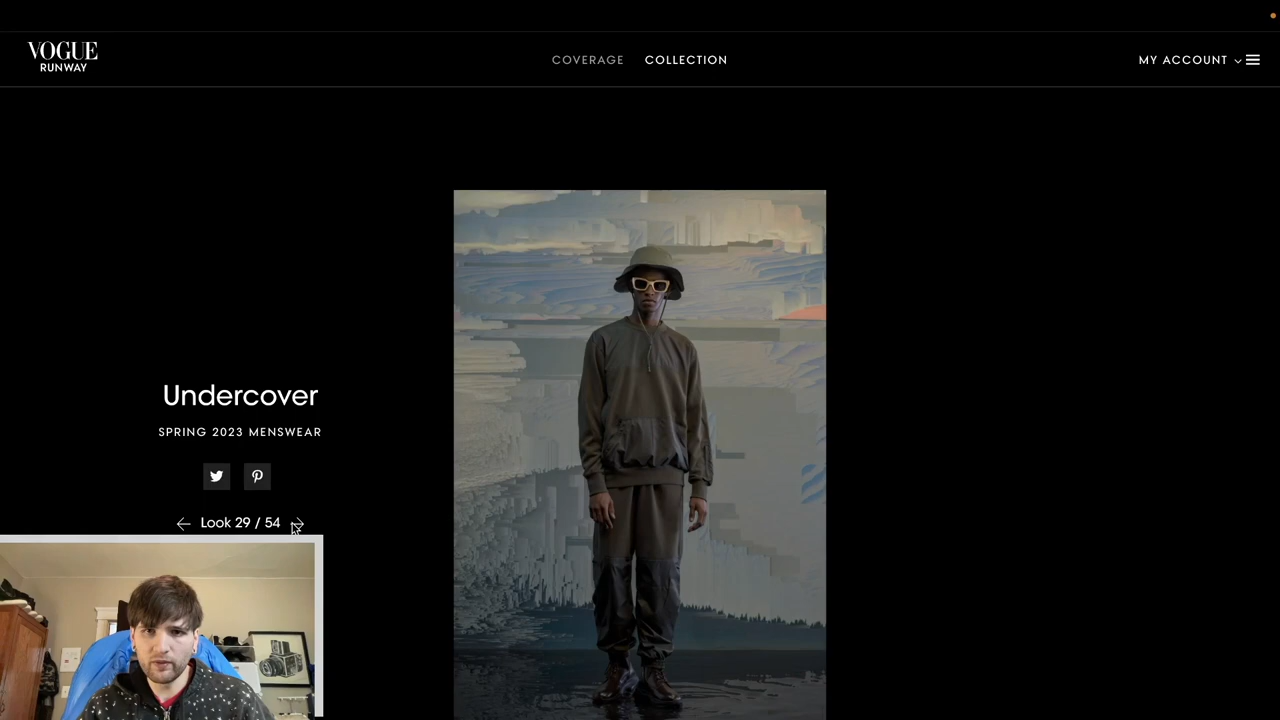 VOGUE
RUNWAY
COVERAGE COLLECTION
MY ACCOUNT
Undercover
SPRING 2023 MENSWEAR
Look 29 / 54